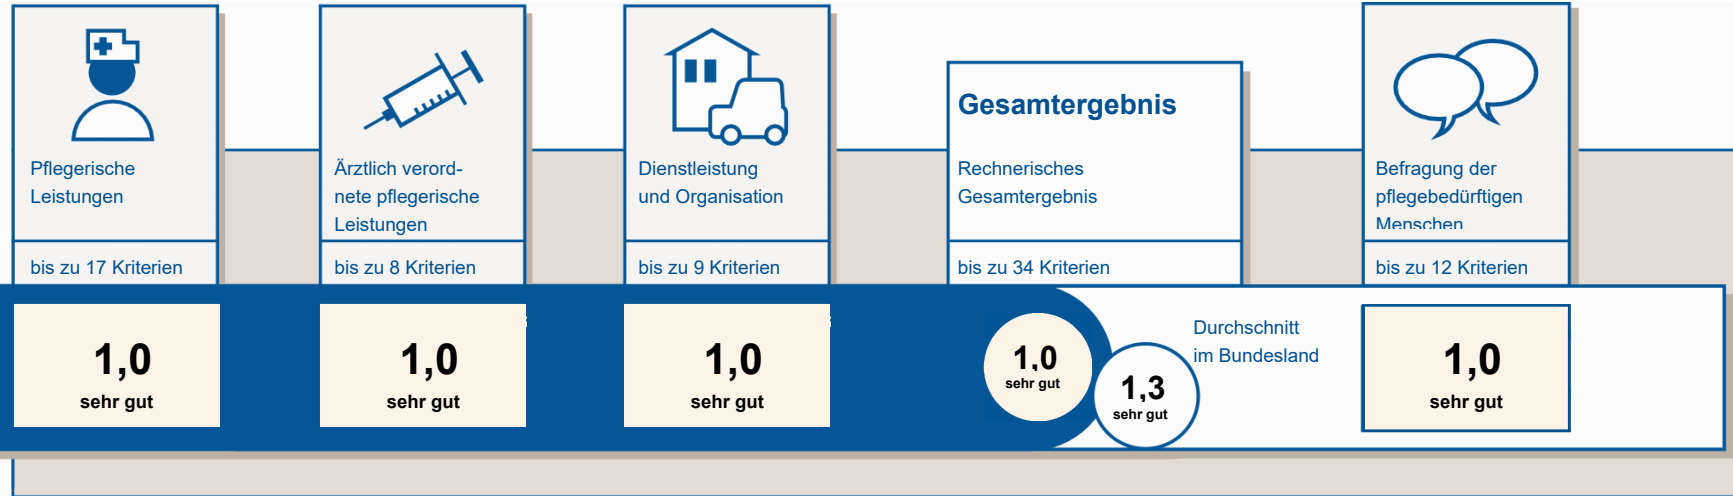 Pflegerische
Leistungen
bis zu 17 Kriterien
1,0
sehr gut
Ärztlich verord-
nete pflegerische
Leistungen
bis zu 8 Kriterien
1,0
sehr gut
Dienstleistung
und Organisation
bis zu 9 Kriterien
1,0
sehr gut
Gesamtergebnis
Rechnerisches
Gesamtergebnis
bis zu 34 Kriterien
1,0
sehr gut
1,3
sehr gut
Durchschnitt
im Bundesland
Befragung der
pflegebedürftigen
Menschen
bis zu 12 Kriterien
1,0
sehr gut